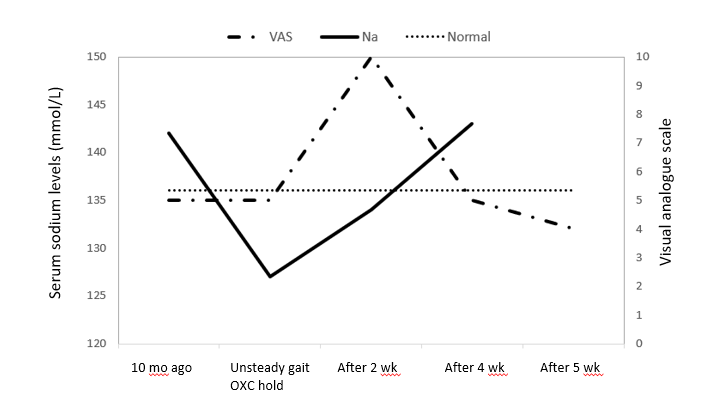 VAS Na Normal
150
145
140
135
130
125
120
Serum sodium levels (mmol/L)
10
9
8
7
6
5
4
3
2
1
0
Visual analogue scale
10 mo ago
Unsteady gait
OXC hold
After 2 wk
After 4 wk
After 5 wk